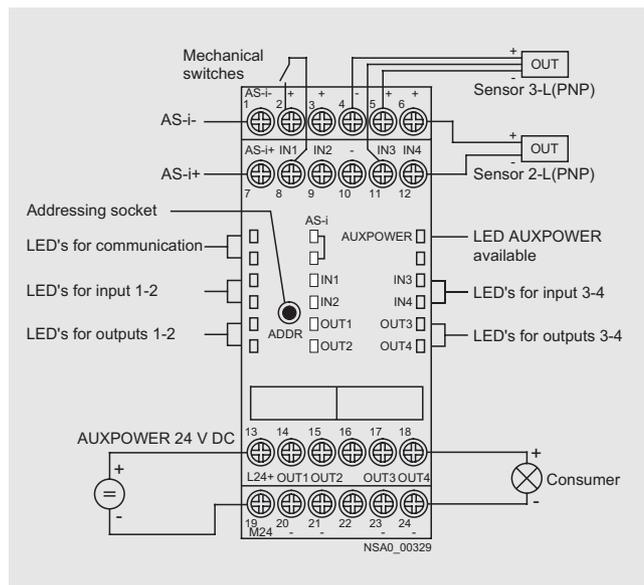 Mechanical
switches
+ OUT -
Sensor 3-L(PNP)
AS-i- + + - + +
1 2 3 4 5 6
AS-i-
+ OUT -
Sensor 2-L(PNP)
AS-i+ IN1 IN2 - IN3 IN4
AS-i+
7 8 9 10 11 12
Addressing socket
AS-i
LED's for communication
AUXPOWER
LED AUXPOWER
available
LED's for input 1-2
IN1 IN3
IN2 IN4
LED's for input 3-4
LED's for outputs 1-2
ADDR
OUT1 OUT3
OUT2 OUT4
LED's for outputs 3-4
13 14 15 16 17 18
AUXPOWER 24 V DC
L24+ OUT1 OUT2 OUT3 OUT4
+ = -
+ -
Consumer
19 20 21 22 23 24
M24 - - - -
NSA0_00329